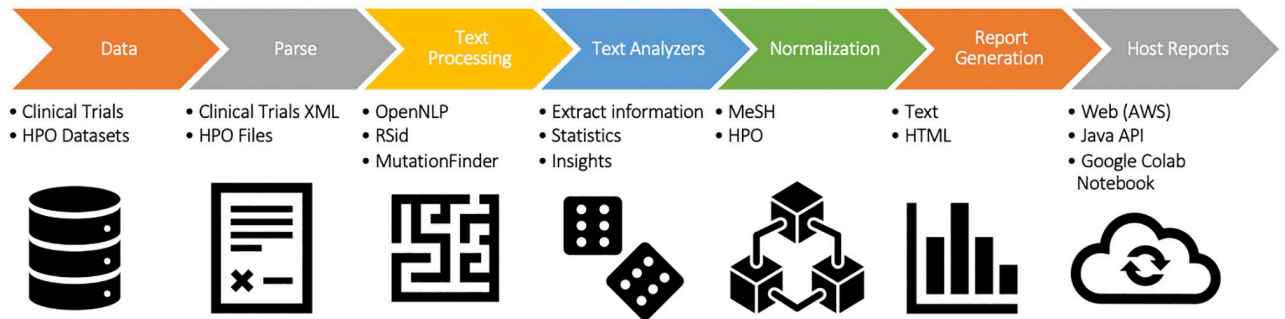 Data
Parse
Text
Processing
Text Analyzers
Normalization
Report
Generation
Host Reports
• Clinical Trials
• HPO Datasets
• Clinical Trials XML
• HPO Files
• OpenNLP
• RSid
• MutationFinder
• Extract information
• Statistics
• Insights
• MeSH
• HPO
• Text
• HTML
• Web (AWS)
• Java API
• Google Colab
Notebook